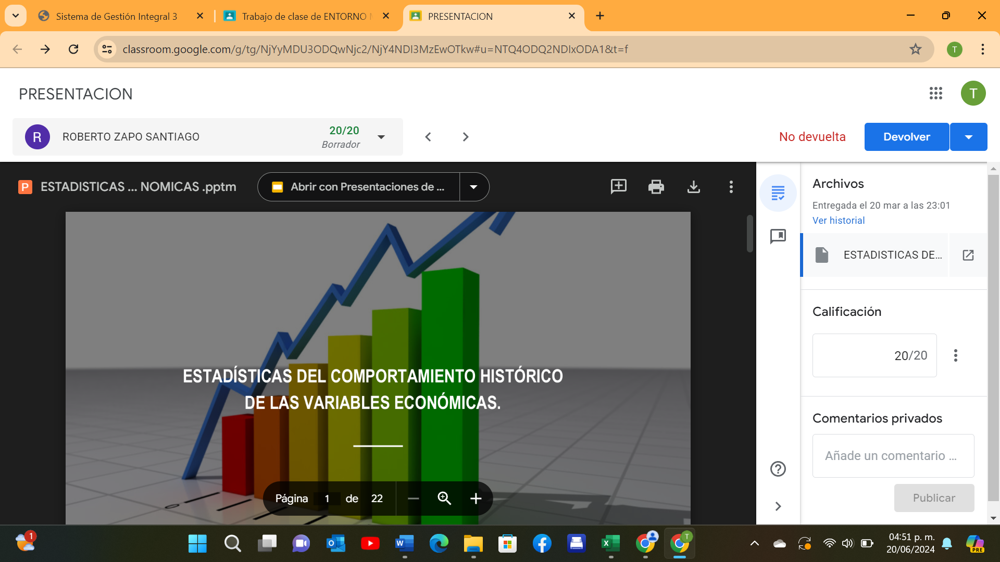 Sistema de Gestión Integral 3
Trabajo de clase de ENTORNO
PRESENTACION
classroom.google.com/g/tg/NjYyMDU3ODQwNjc2/NjY4NDI3MzEwOTkw#u=NTQ4ODQ2NDIxODA1&t=f
T
PRESENTACION
T
R
ROBERTO ZAPO SANTIAGO
20/20
Borrador
No devuelta
Devolver
P
ESTADISTICAS ... NOMICAS .pptm
Abrir con Presentaciones de ...
ESTADÍSTICAS DEL COMPORTAMIENTO HISTÓRICO
DE LAS VARIABLES ECONÓMICAS.
Página 1 de 22
Archivos
Entregada el 20 mar a las 23:01
Ver historial
ESTADISTICAS DE...
Calificación
20/20
Comentarios privados
Añade un comentario ...
Publicar
1
T
04:51 p. m.
20/06/2024
PRE